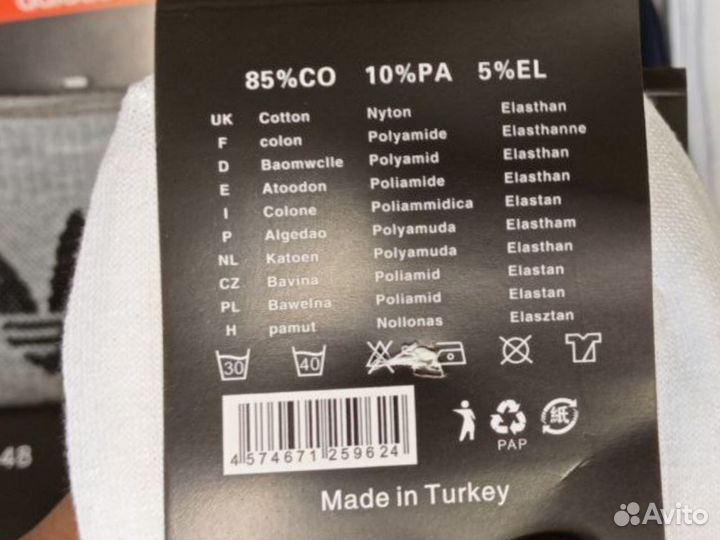 85%CO 10%PA 5%EL
UK Cotton Nyton Elasthan
F colon Polyamide Elasthanne
D Baomwclle Polyamid Elasthan
E Atoodon Poliamide Elasthan
I Colone Poliammidica Elastan
P Algedao Polyamuda Elastham
NL Katoen Polyamuda Elasthan
CZ Bavina Poliamid Elastan
PL Bawelna Poliamid Elastan
H pamut Nollonas Elasztan
30 40
4 574671 259624
紙
PAP
Made in Turkey
48
Avito